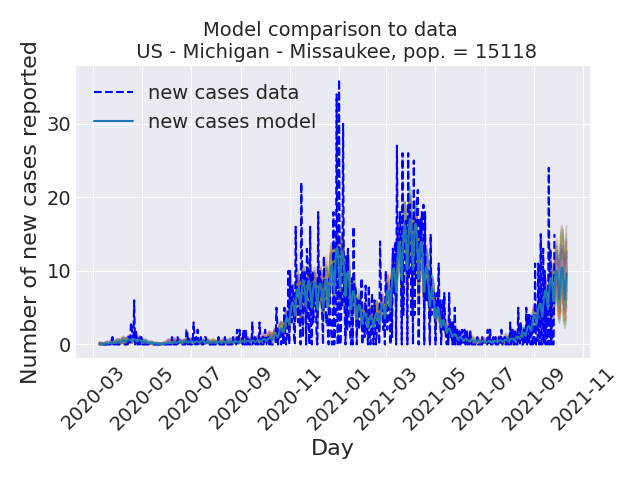 Model comparison to data
US - Michigan - Missaukee, pop. = 15118
new cases data
new cases model
Number of new cases reported
30
20
10
0
2020-03
2020-05
2020-07
2020-09
2020-11
2021-01
2021-03
2021-05
2021-07
2021-09
2021-11
Day